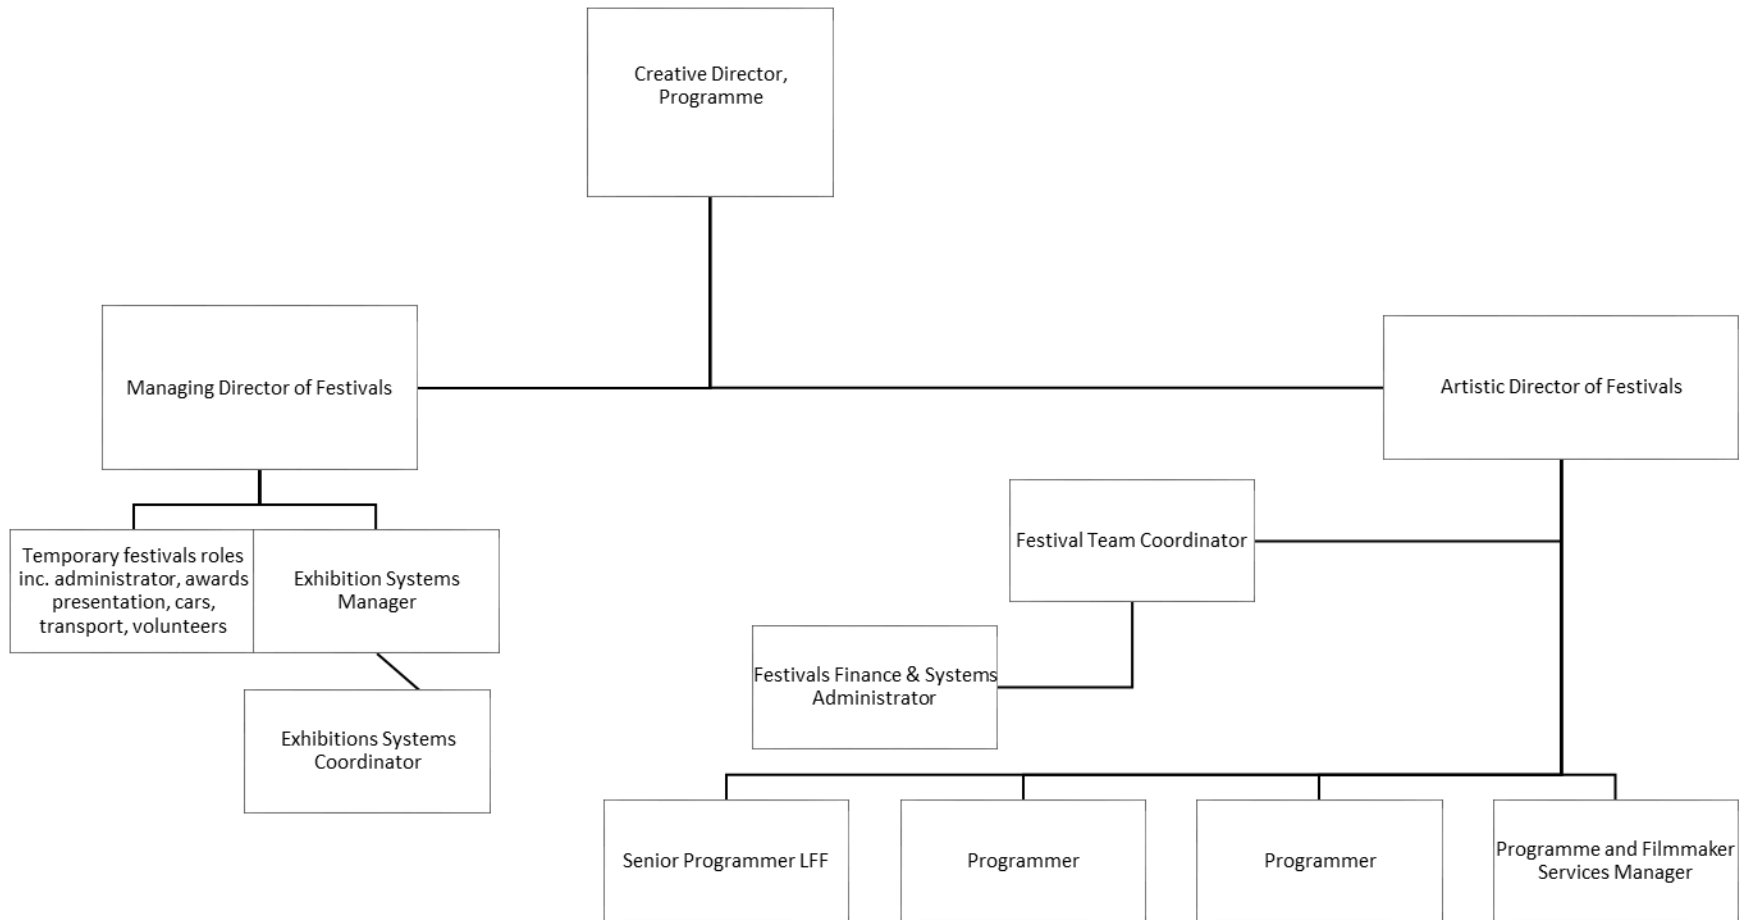 Creative Director,
Programme
Managing Director of Festivals
Artistic Director of Festivals
Festival Team Coordinator
Temporary festivals roles
inc. administrator, awards
presentation, cars,
transport, volunteers
Exhibition Systems
Manager
Festivals Finance & Systems
Administrator
Exhibitions Systems
Coordinator
Senior Programmer LFF
Programmer
Programmer
Programme and Filmmaker
Services Manager